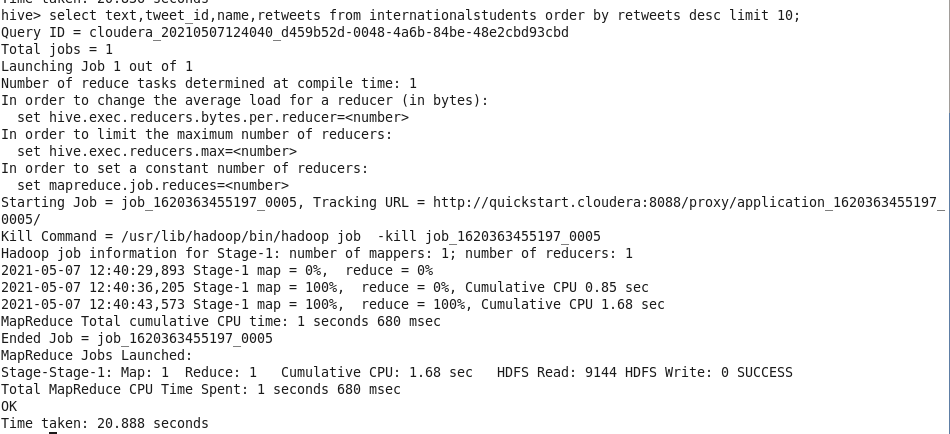 Time taken: 20.836 seconds
hive> select text,tweet_id,name,retweets from internationalstudents order by retweets desc limit 10;
Query ID = cloudera_20210507124040_d459b52d-0048-4a6b-84be-48e2cbd93cbd
Total jobs = 1
Launching Job 1 out of 1
Number of reduce tasks determined at compile time: 1
In order to change the average load for a reducer (in bytes):
  set hive.exec.reducers.bytes.per.reducer=<number>
In order to limit the maximum number of reducers:
  set hive.exec.reducers.max=<number>
In order to set a constant number of reducers:
  set mapreduce.job.reduces=<number>
Starting Job = job_1620363455197_0005, Tracking URL = http://quickstart.cloudera:8088/proxy/application_1620363455197_
0005/
Kill Command = /usr/lib/hadoop/bin/hadoop job  -kill job_1620363455197_0005
Hadoop job information for Stage-1: number of mappers: 1; number of reducers: 1
2021-05-07 12:40:29,893 Stage-1 map = 0%,  reduce = 0%
2021-05-07 12:40:36,205 Stage-1 map = 100%,  reduce = 0%, Cumulative CPU 0.85 sec
2021-05-07 12:40:43,573 Stage-1 map = 100%,  reduce = 100%, Cumulative CPU 1.68 sec
MapReduce Total cumulative CPU time: 1 seconds 680 msec
Ended Job = job_1620363455197_0005
MapReduce Jobs Launched:
Stage-Stage-1: Map: 1  Reduce: 1   Cumulative CPU: 1.68 sec   HDFS Read: 9144 HDFS Write: 0 SUCCESS
Total MapReduce CPU Time Spent: 1 seconds 680 msec
OK
Time taken: 20.888 seconds